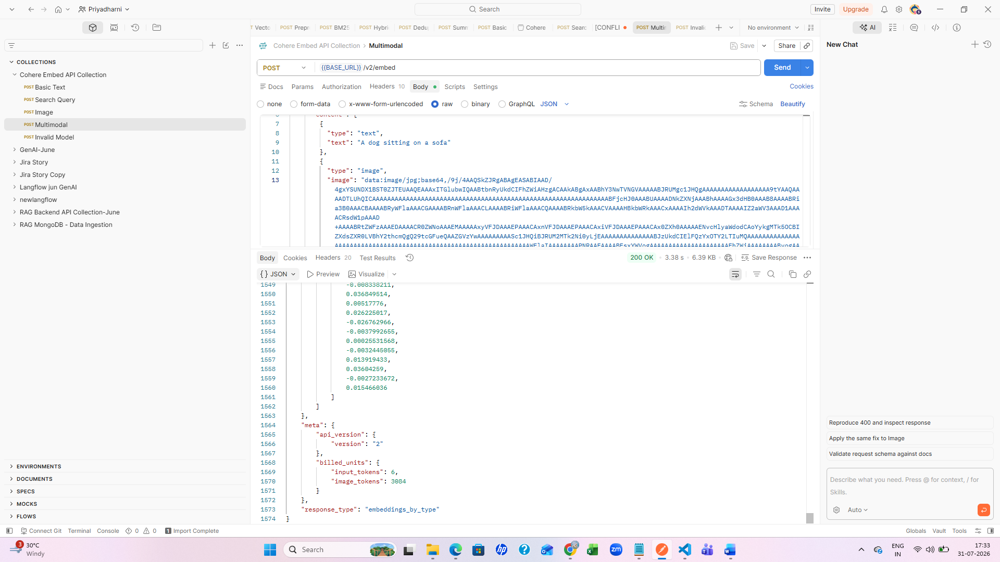 Priyadharni
Search
Invite
Upgrade
T Vecto
POST Prepr
POST BM2
POST Hybri
POST Dedu
POST Sumn
POST Basic
Cohere
POST Searc
[CONFLI
POST Multi
POST Invalid
No environment
AI
Cohere Embed API Collection > Multimodal
Save
Share
New Chat
COLLECTIONS
Cohere Embed API Collection
POST Basic Text
POST Search Query
POST Image
POST Multimodal
POST Invalid Model
GenAI-June
Jira Story
Jira Story Copy
Langflow jun GenAI
newlangflow
RAG Backend API Collection-June
RAG MongoDB - Data Ingestion
ENVIRONMENTS
DOCUMENTS
SPECS
MOCKS
FLOWS
POST
{{BASE_URL}} /v2/embed
Send
Docs Params Authorization Headers 10 Body Scripts Settings
Cookies
none form-data x-www-form-urlencoded raw binary GraphQL JSON
Schema Beautify
7 {
8 "type": "text",
9 "text": "A dog sitting on a sofa"
10 },
11 {
12 "type": "image",
13 "image": "data:image/jpg;base64,/9j/4AAQSkZJRgABAgEASABIAAD/
Body Cookies Headers 20 Test Results
200 OK • 3.38 s • 6.39 KB
Save Response
{} JSON
Preview
Visualize
1549 -0.008338211,
1550 0.036849514,
1551 0.00517776,
1552 0.026225017,
1553 -0.026762966,
1554 -0.0037992655,
1555 0.00025531568,
1556 -0.0032445055,
1557 0.013919433,
1558 0.03604259,
1559 -0.0027233672,
1560 0.015466036
1561 ]
1562 ]
1563 },
1564 "meta": {
1565 "api_version": {
1566 "version": "2"
1567 },
1568 "billed_units": {
1569 "input_tokens": 6,
1570 "image_tokens": 3084
1571 }
1572 },
1573 "response_type": "embeddings_by_type"
1574 }
Reproduce 400 and inspect response
Apply the same fix to Image
Validate request schema against docs
Describe what you need. Press @ for context, / for
Skills.
Auto
Connect Git
Terminal
Console
0
0
1 Import Complete
Globals
Vault
Tools
3
30°C
Windy
Search
zm
ENG
IN
17:33
31-07-2026